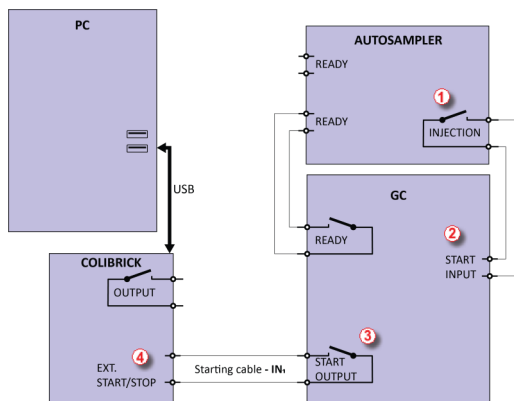 PC
AUTOSAMPLER
READY
1
READY
INJECTION
USB
GC
2
READY
START
INPUT
COLIBRICK
OUTPUT
3
4
START
OUTPUT
EXT.
START/STOP
Starting cable - IN₁